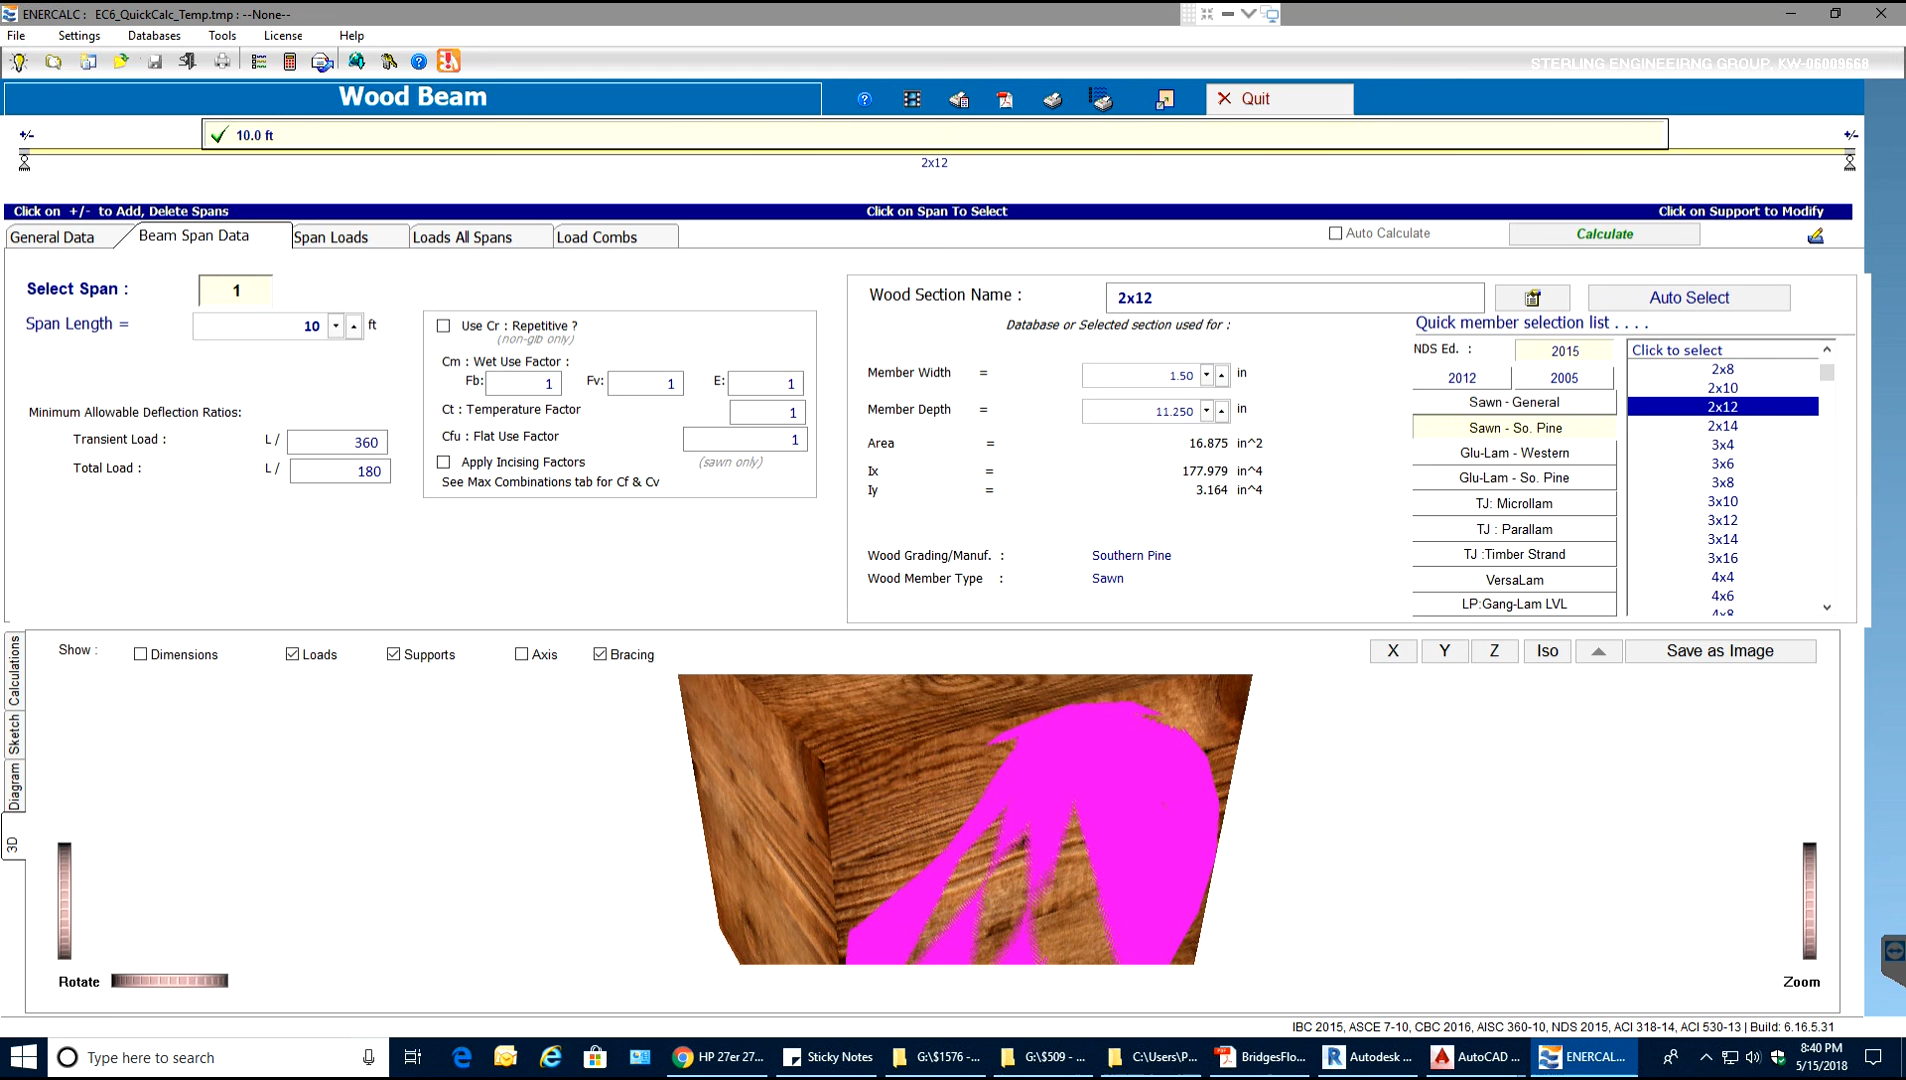 ENERCALC : EC6_QuickCalc_Temp.tmp : --None--
File Settings Databases Tools License Help
STERLING ENGINEEIRNG GROUP, KW-06009668
Wood Beam
Quit
+/- 10.0 ft +/-
2x12
Click on +/- to Add, Delete Spans Click on Span To Select Click on Support to Modify
General Data Beam Span Data Span Loads Loads All Spans Load Combs Auto Calculate Calculate
Select Span : 1
Span Length = 10 ft
Minimum Allowable Deflection Ratios:
Transient Load : L / 360
Total Load : L / 180
Use Cr : Repetitive ?
(non-glb only)
Cm : Wet Use Factor :
Fb: 1 Fv: 1 E: 1
Ct : Temperature Factor 1
Cfu : Flat Use Factor 1
Apply Incising Factors (sawn only)
See Max Combinations tab for Cf & Cv
Wood Section Name : 2x12 Auto Select
Database or Selected section used for :
Member Width = 1.50 in
Member Depth = 11.250 in
Area = 16.875 in^2
Ix = 177.979 in^4
Iy = 3.164 in^4
Wood Grading/Manuf. : Southern Pine
Wood Member Type : Sawn
Quick member selection list . . . .
NDS Ed. : 2015
2012 2005
Sawn - General
Sawn - So. Pine
Glu-Lam - Western
Glu-Lam - So. Pine
TJ: Microllam
TJ : Parallam
TJ :Timber Strand
VersaLam
LP:Gang-Lam LVL
Click to select
2x8
2x10
2x12
2x14
3x4
3x6
3x8
3x10
3x12
3x14
3x16
4x4
4x6
4x8
Calculations
Sketch
Diagram
3D
Show : Dimensions Loads Supports Axis Bracing
X Y Z Iso Save as Image
Rotate
Zoom
IBC 2015, ASCE 7-10, CBC 2016, AISC 360-10, NDS 2015, ACI 318-14, ACI 530-13 | Build: 6.16.5.31
Type here to search
HP 27er 27... Sticky Notes G:\$1576 -... G:\$509 - ... C:\Users\P... BridgesFlo... Autodesk ... AutoCAD ... ENERCAL...
8:40 PM
5/15/2018